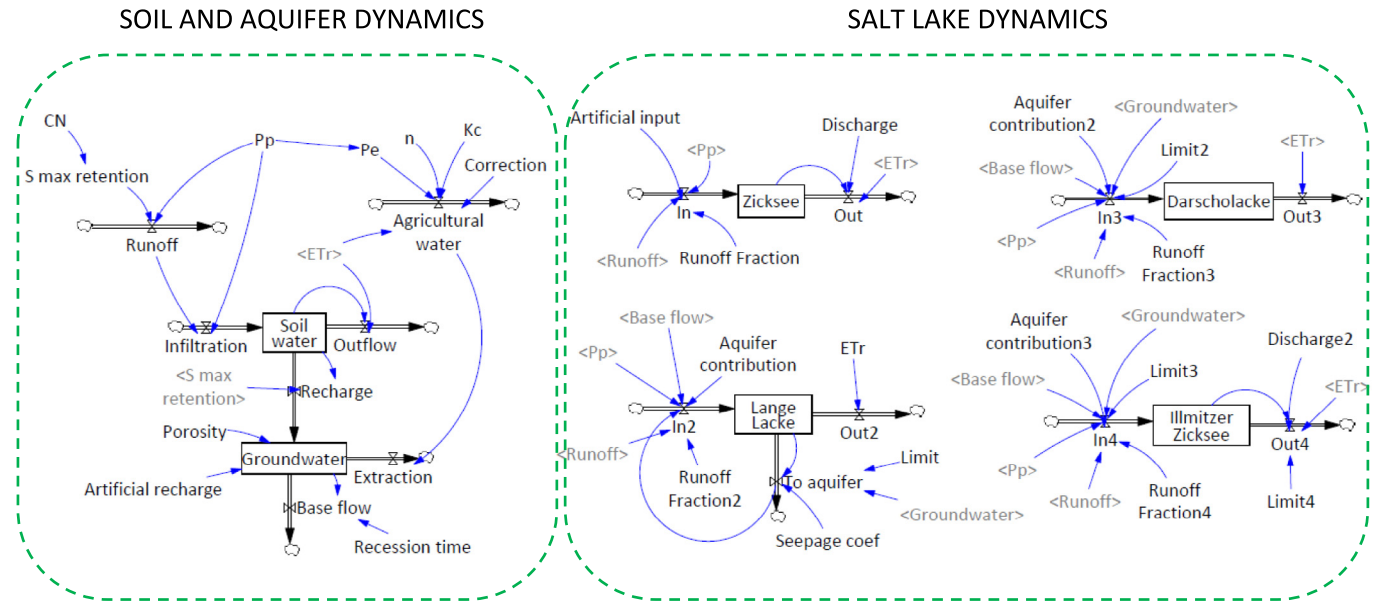 SOIL AND AQUIFER DYNAMICS
CN
Pp
Pe
n
Kc
Correction
S max retention
Runoff
Agricultural
water
<ETr>
Infiltration
Soil
water
Outflow
<S max
retention>
Recharge
Porosity
Groundwater
Extraction
Artificial recharge
Base flow
Recession time
SALT LAKE DYNAMICS
Artificial input
<Pp>
Discharge
<ETr>
In
Zicksee
Out
<Runoff>
Runoff Fraction
Aquifer
contribution2
<Groundwater>
<Base flow>
Limit2
<ETr>
In3
Darscholacke
Out3
<Pp>
<Runoff>
Runoff
Fraction3
<Base flow>
<Pp>
Aquifer
contribution
ETr
In2
Lange
Lacke
Out2
<Runoff>
Runoff
Fraction2
To aquifer
Limit
<Groundwater>
Seepage coef
Aquifer
contribution3
<Groundwater>
Discharge2
<Base flow>
Limit3
<ETr>
In4
Illmitzer
Zicksee
Out4
<Pp>
<Runoff>
Runoff
Fraction4
Limit4